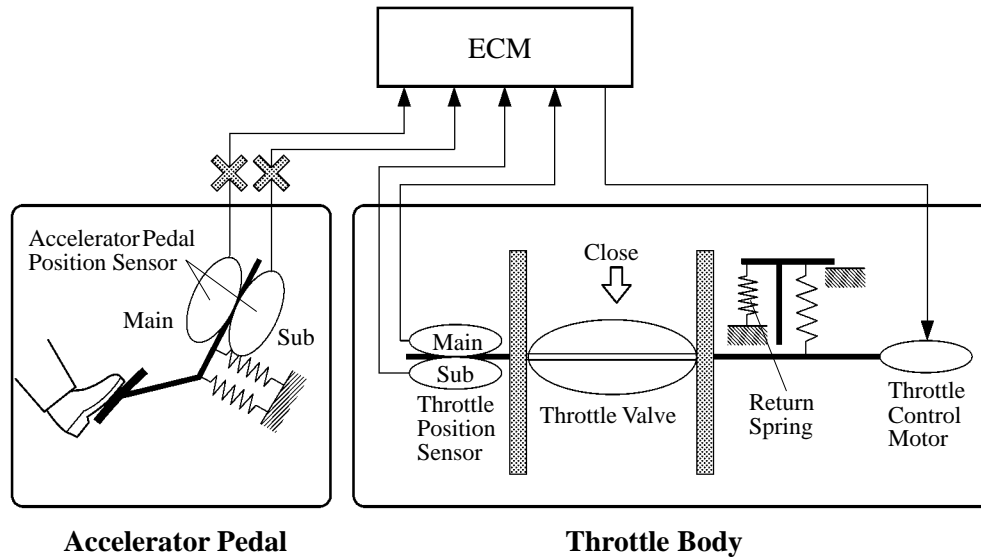 ECM
Accelerator Pedal
Position Sensor
Main
Sub
Close
Main
Sub
Throttle
Position
Sensor
Throttle Valve
Return
Spring
Throttle
Control
Motor
Accelerator Pedal
Throttle Body